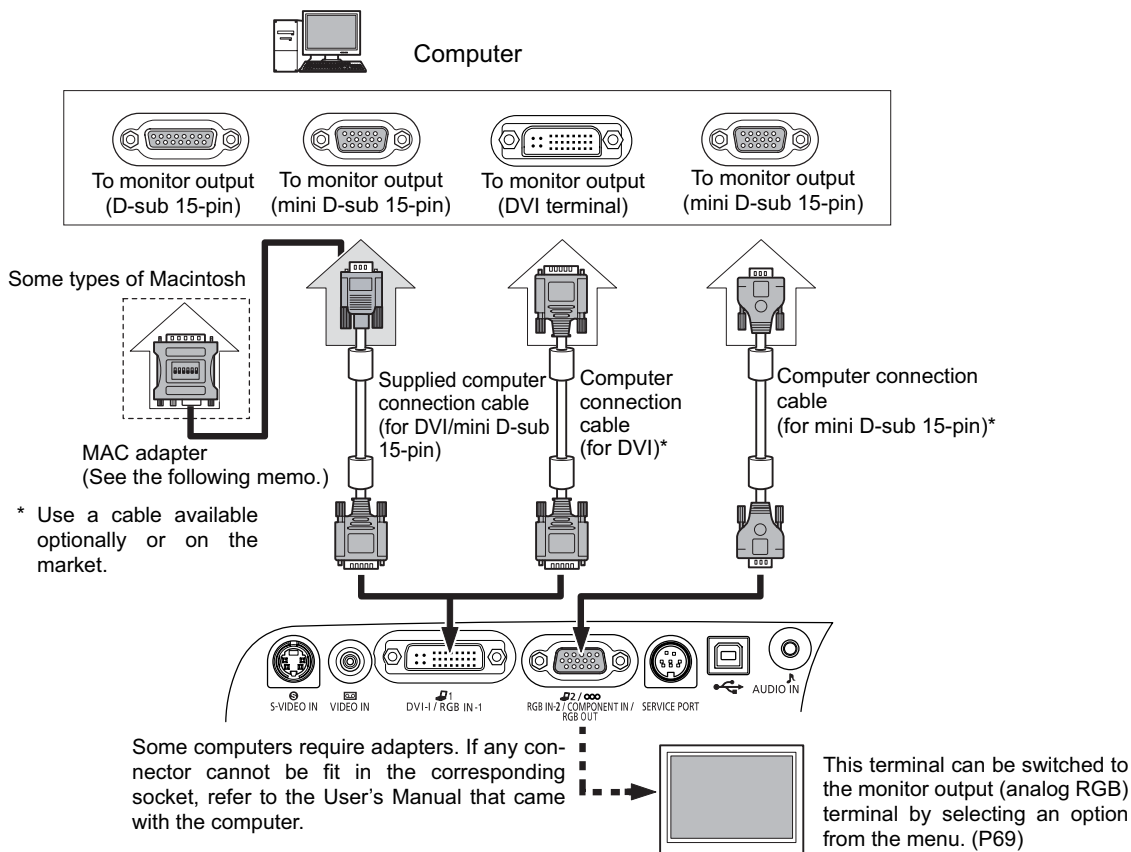 Computer
To monitor output
(D-sub 15-pin)
To monitor output
(mini D-sub 15-pin)
To monitor output
(DVI terminal)
To monitor output
(mini D-sub 15-pin)
Some types of Macintosh
MAC adapter
(See the following memo.)
* Use a cable available
optionally or on the
market.
Supplied computer
connection cable
(for DVI/mini D-sub
15-pin)
Computer
connection
cable
(for DVI)*
Computer connection
cable
(for mini D-sub 15-pin)*
S
S-VIDEO IN
VIDEO IN
1
DVI-I / RGB IN-1
2 /
RGB IN-2 / COMPONENT IN /
RGB OUT
SERVICE PORT
AUDIO IN
Some computers require adapters. If any con-
nector cannot be fit in the corresponding
socket, refer to the User's Manual that came
with the computer.
This terminal can be switched to
the monitor output (analog RGB)
terminal by selecting an option
from the menu. (P69)